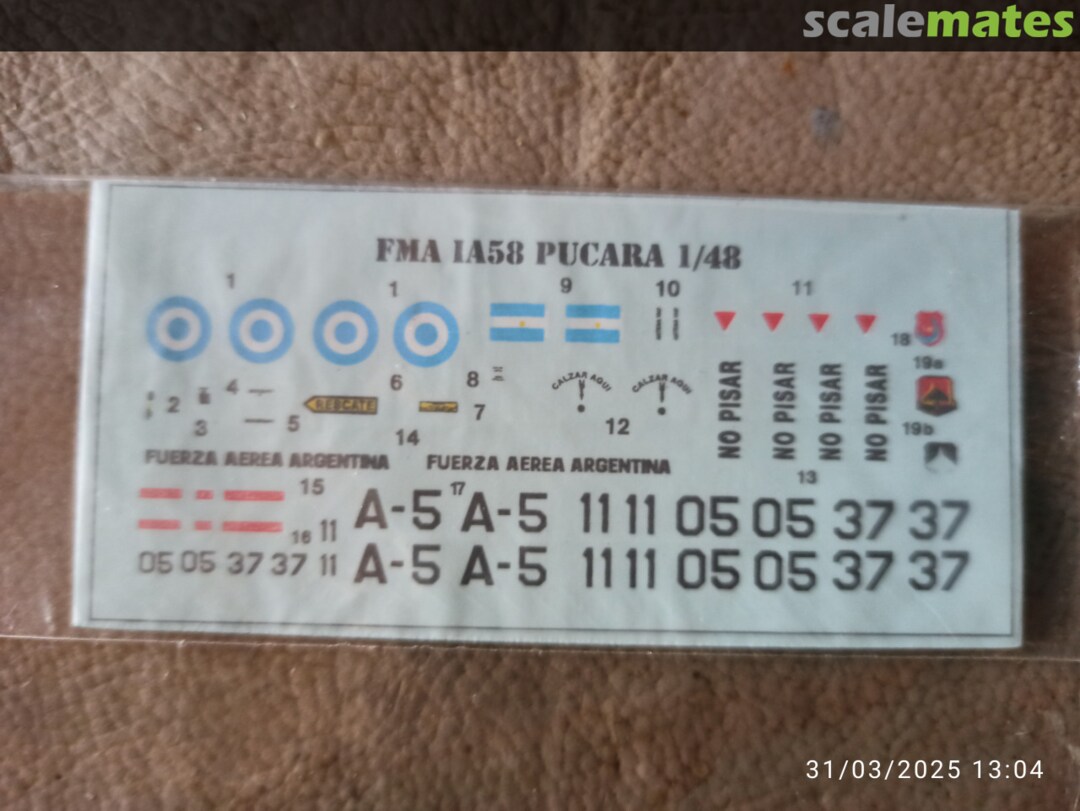 scalemates
FMA IA58 PUCARA 1/48
1 1 9 10 11
18
2 4 RESCATE 6 8 CALZAR AQUI CALZAR AQUI 19a
3 5 7 12
14 NO PISAR NO PISAR NO PISAR NO PISAR 19b
FUERZA AEREA ARGENTINA FUERZA AEREA ARGENTINA
13
15 17
16 11 A-5 A-5 11 11 05 05 37 37
05 05 37 37 11 A-5 A-5 11 11 05 05 37 37
31/03/2025 13:04